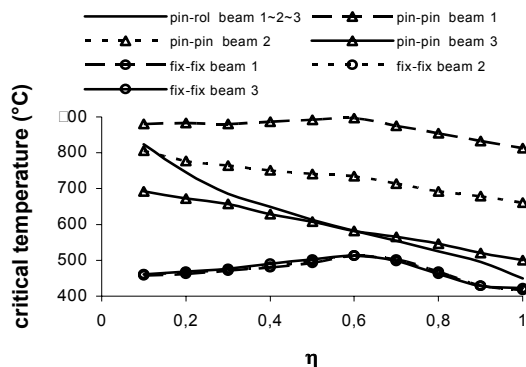 pin-rol beam 1~2~3
pin-pin beam 1
pin-pin beam 2
pin-pin beam 3
fix-fix beam 1
fix-fix beam 2
fix-fix beam 3
critical temperature (°C)
□00
800
700
600
500
400
0
0,2
0,4
0,6
0,8
1
η